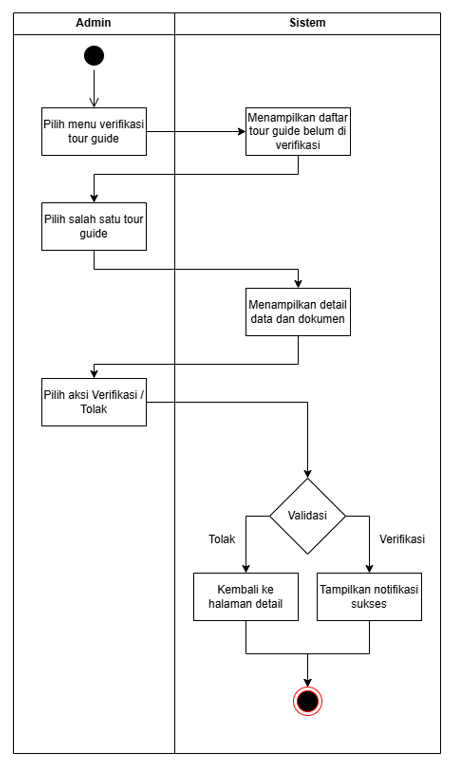 Admin
Sistem
Pilih menu verifikasi
tour guide
Menampilkan daftar
tour guide belum di
verifikasi
Pilih salah satu tour
guide
Menampilkan detail
data dan dokumen
Pilih aksi Verifikasi /
Tolak
Validasi
Tolak
Verifikasi
Kembali ke
halaman detail
Tampilkan notifikasi
sukses